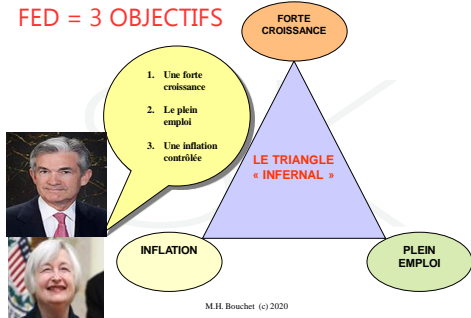 FED = 3 OBJECTIFS
FORTE
CROISSANCE
1. Une forte
croissance
2. Le plein
emploi
3. Une inflation
contrôlée
LE TRIANGLE
« INFERNAL »
INFLATION
PLEIN
EMPLOI
M.H. Bouchet (c) 2020